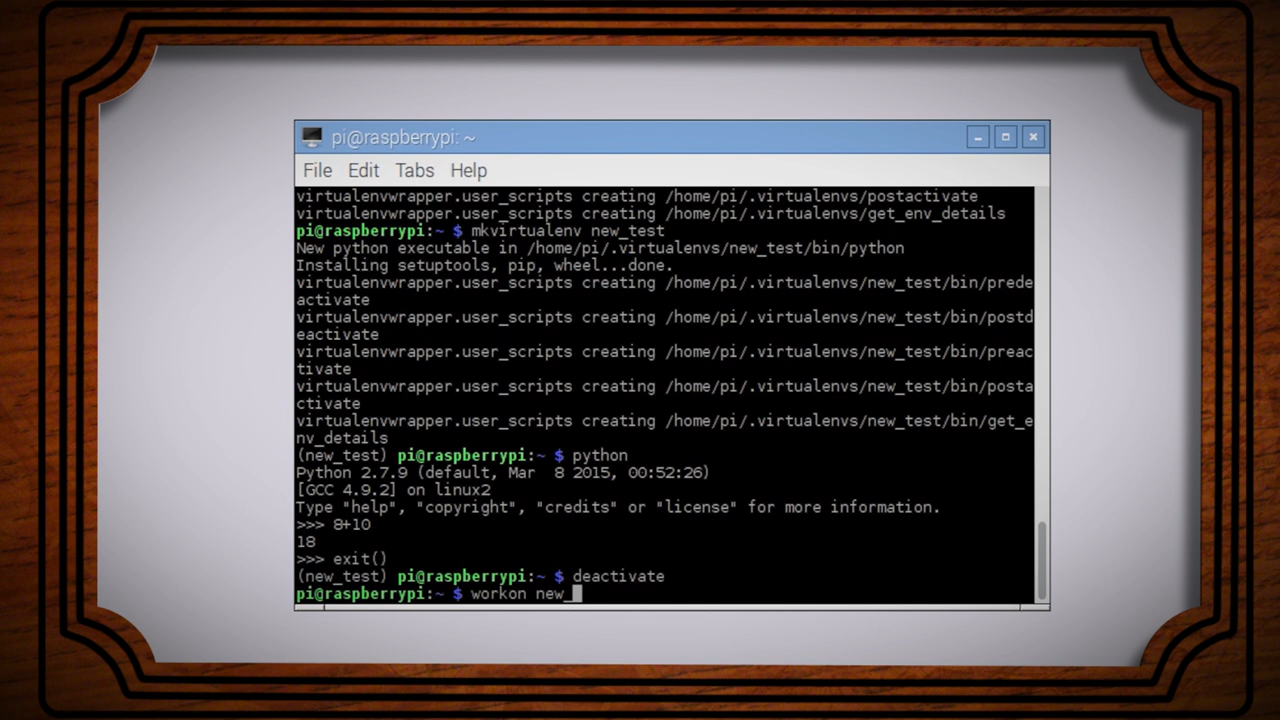 pi@raspberrypi: ~
File Edit Tabs Help
virtualenvwrapper.user_scripts creating /home/pi/.virtualenvs/postactivate
virtualenvwrapper.user_scripts creating /home/pi/.virtualenvs/get_env_details
pi@raspberrypi:~ $ mkvirtualenv new_test
New python executable in /home/pi/.virtualenvs/new_test/bin/python
Installing setuptools, pip, wheel...done.
virtualenvwrapper.user_scripts creating /home/pi/.virtualenvs/new_test/bin/prede
activate
virtualenvwrapper.user_scripts creating /home/pi/.virtualenvs/new_test/bin/postd
eactivate
virtualenvwrapper.user_scripts creating /home/pi/.virtualenvs/new_test/bin/preac
tivate
virtualenvwrapper.user_scripts creating /home/pi/.virtualenvs/new_test/bin/posta
ctivate
virtualenvwrapper.user_scripts creating /home/pi/.virtualenvs/new_test/bin/get_e
nv_details
(new_test) pi@raspberrypi:~ $ python
Python 2.7.9 (default, Mar  8 2015, 00:52:26)
[GCC 4.9.2] on linux2
Type "help", "copyright", "credits" or "license" for more information.
>>> 8+10
18
>>> exit()
(new_test) pi@raspberrypi:~ $ deactivate
pi@raspberrypi:~ $ workon new_